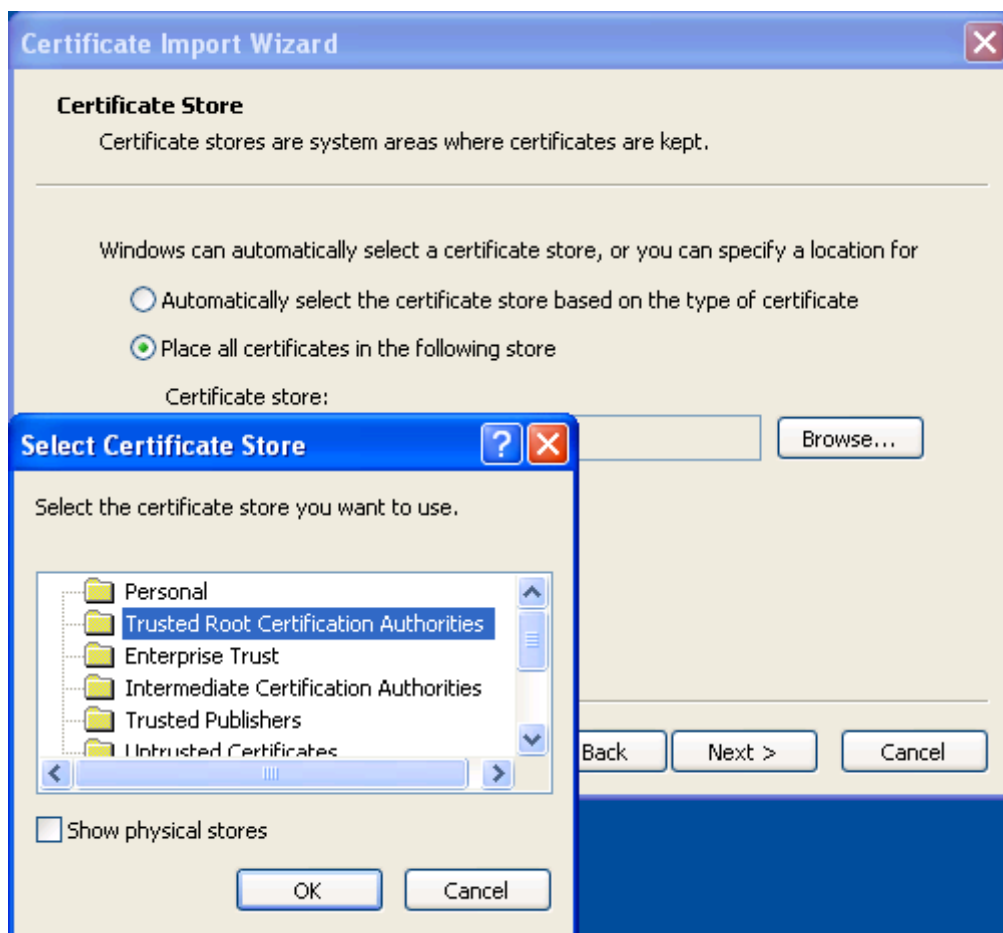 Certificate Import Wizard
Certificate Store
Certificate stores are system areas where certificates are kept.
Windows can automatically select a certificate store, or you can specify a location for
Automatically select the certificate store based on the type of certificate
Place all certificates in the following store
Certificate store:
Browse...
Select Certificate Store
Select the certificate store you want to use.
Personal
Trusted Root Certification Authorities
Enterprise Trust
Intermediate Certification Authorities
Trusted Publishers
Untrusted Certificates
Back
Next >
Cancel
Show physical stores
OK
Cancel